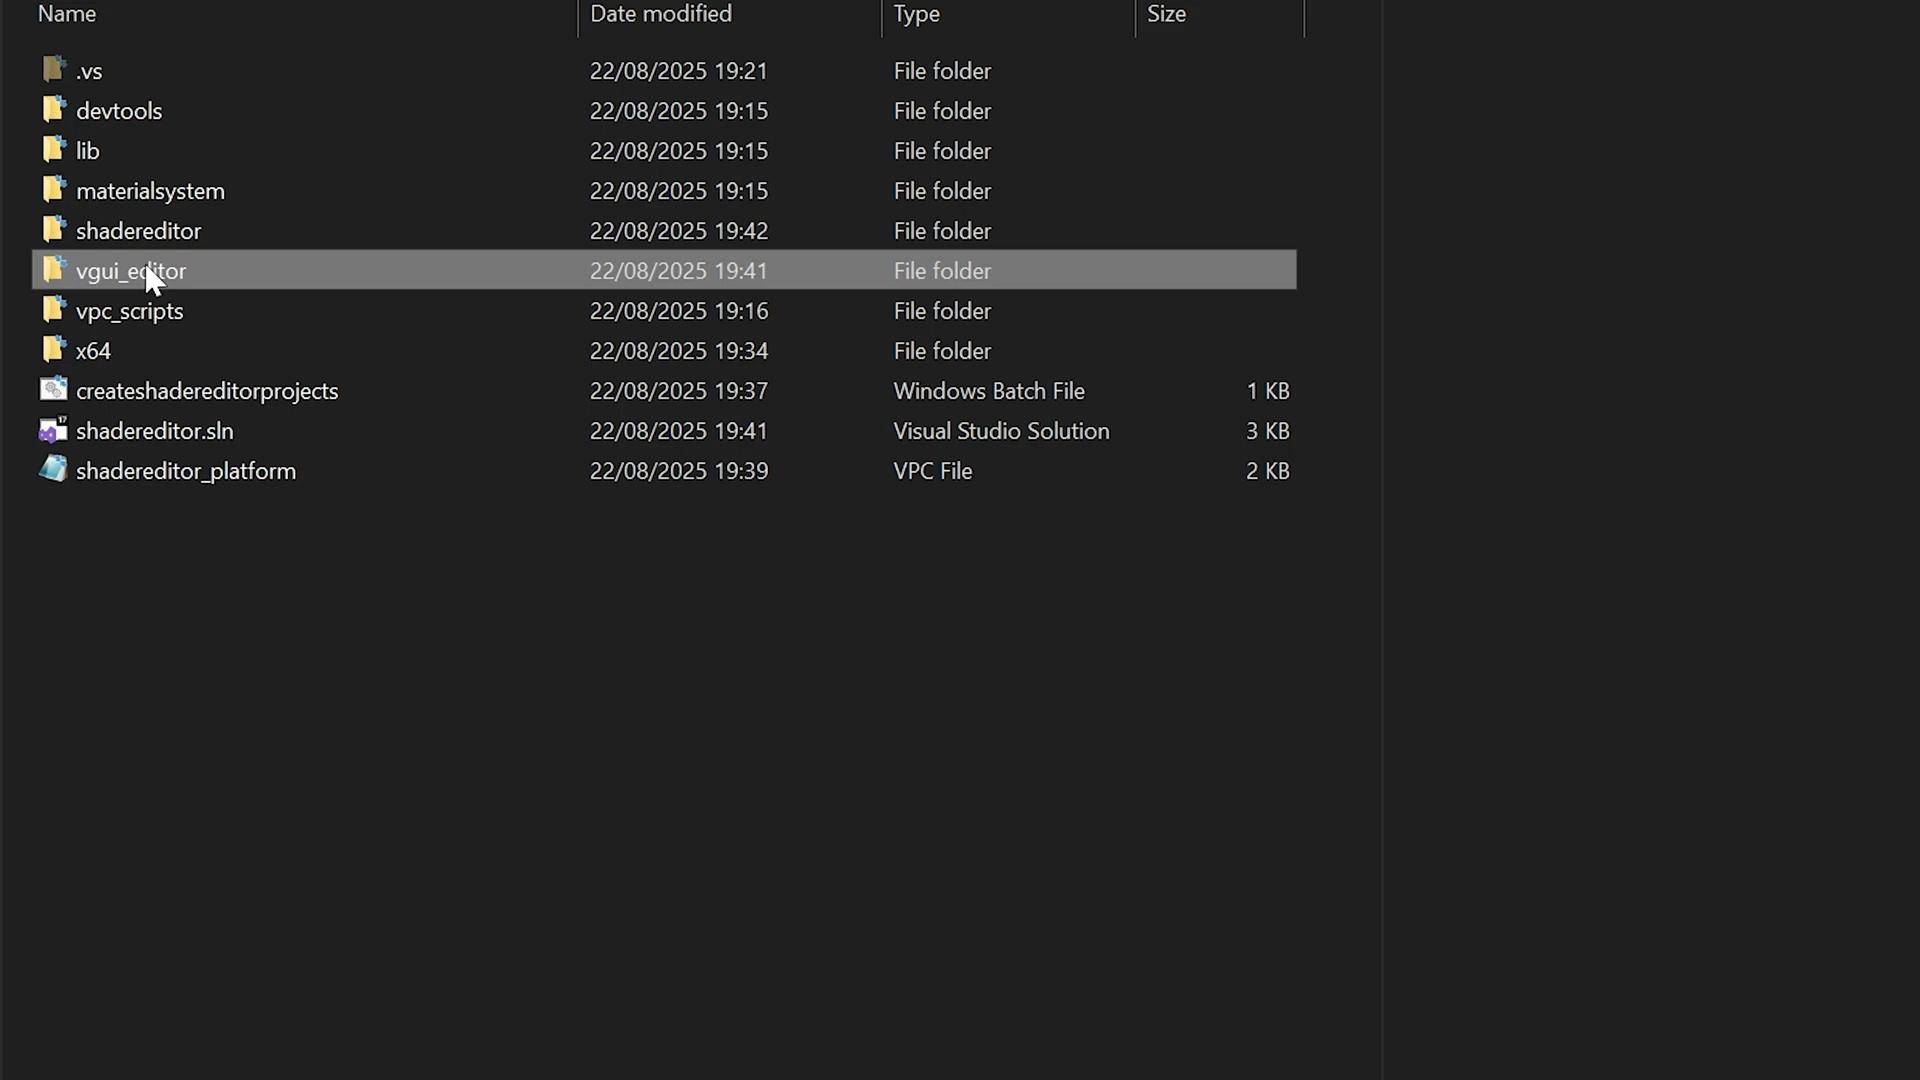 Name Date modified Type Size
.vs 22/08/2025 19:21 File folder
devtools 22/08/2025 19:15 File folder
lib 22/08/2025 19:15 File folder
materialsystem 22/08/2025 19:15 File folder
shadereditor 22/08/2025 19:42 File folder
vgui_editor 22/08/2025 19:41 File folder
vpc_scripts 22/08/2025 19:16 File folder
x64 22/08/2025 19:34 File folder
createshadereditorprojects 22/08/2025 19:37 Windows Batch File 1 KB
shadereditor.sln 22/08/2025 19:41 Visual Studio Solution 3 KB
shadereditor_platform 22/08/2025 19:39 VPC File 2 KB